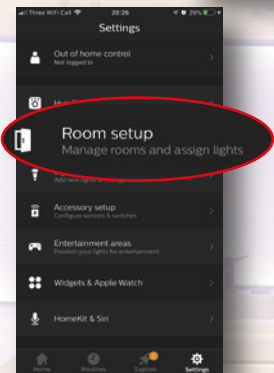 Three WiFi Call 20:26 29%
Settings
Out of home control
Not logged in
Room setup
Manage rooms and assign lights
Accessory setup
Configure sensors & switches
Entertainment areas
Position your lights for entertainment
Widgets & Apple Watch
HomeKit & Siri
Home Routines Explore Settings